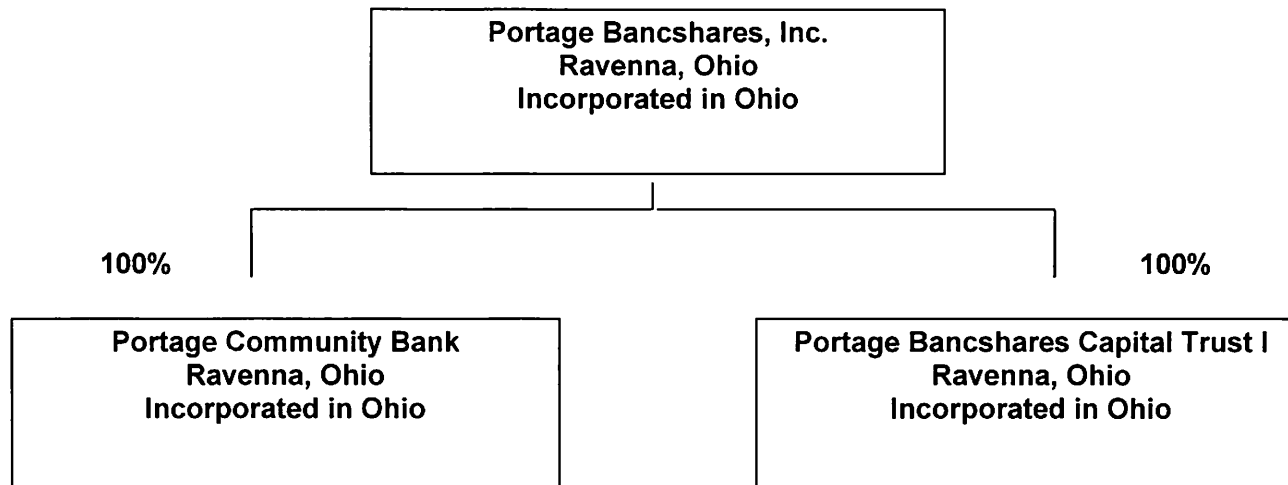 Portage Bancshares, Inc.
Ravenna, Ohio
Incorporated in Ohio
100%
100%
Portage Community Bank
Ravenna, Ohio
Incorporated in Ohio
Portage Bancshares Capital Trust I
Ravenna, Ohio
Incorporated in Ohio